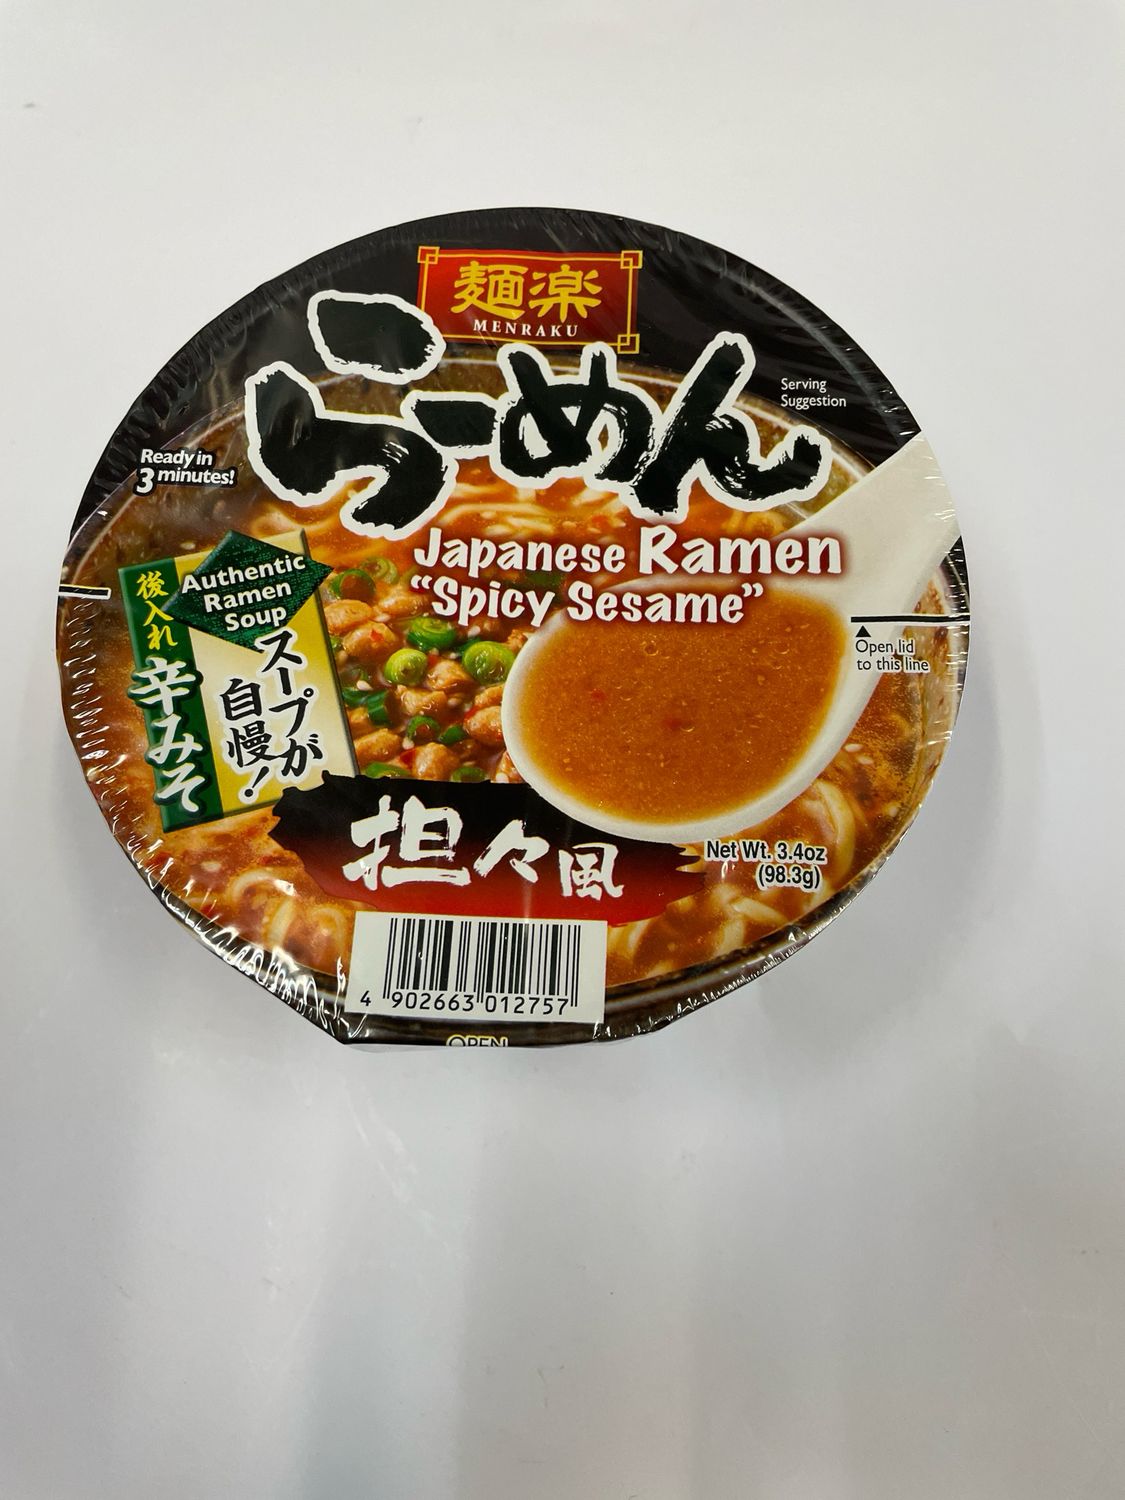 麺楽
MENRAKU
らーめん
Serving
Suggestion
Ready in
3 minutes!
Japanese Ramen
“Spicy Sesame”
Authentic
Ramen
Soup
後入れ
辛みそ
スープが
自慢!
Open lid
to this line
担々風
Net Wt. 3.4oz
(98.3g)
4 902663 012757
OPEN